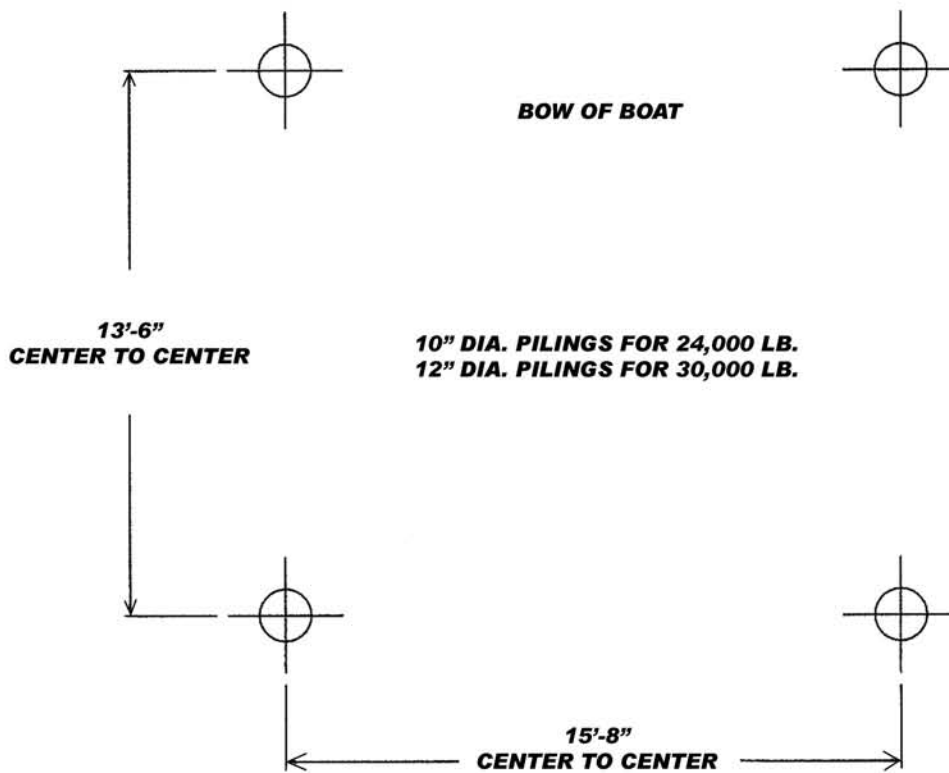 BOW OF BOAT
13’-6”
CENTER TO CENTER
10” DIA. PILINGS FOR 24,000 LB.
12” DIA. PILINGS FOR 30,000 LB.
15’-8”
CENTER TO CENTER